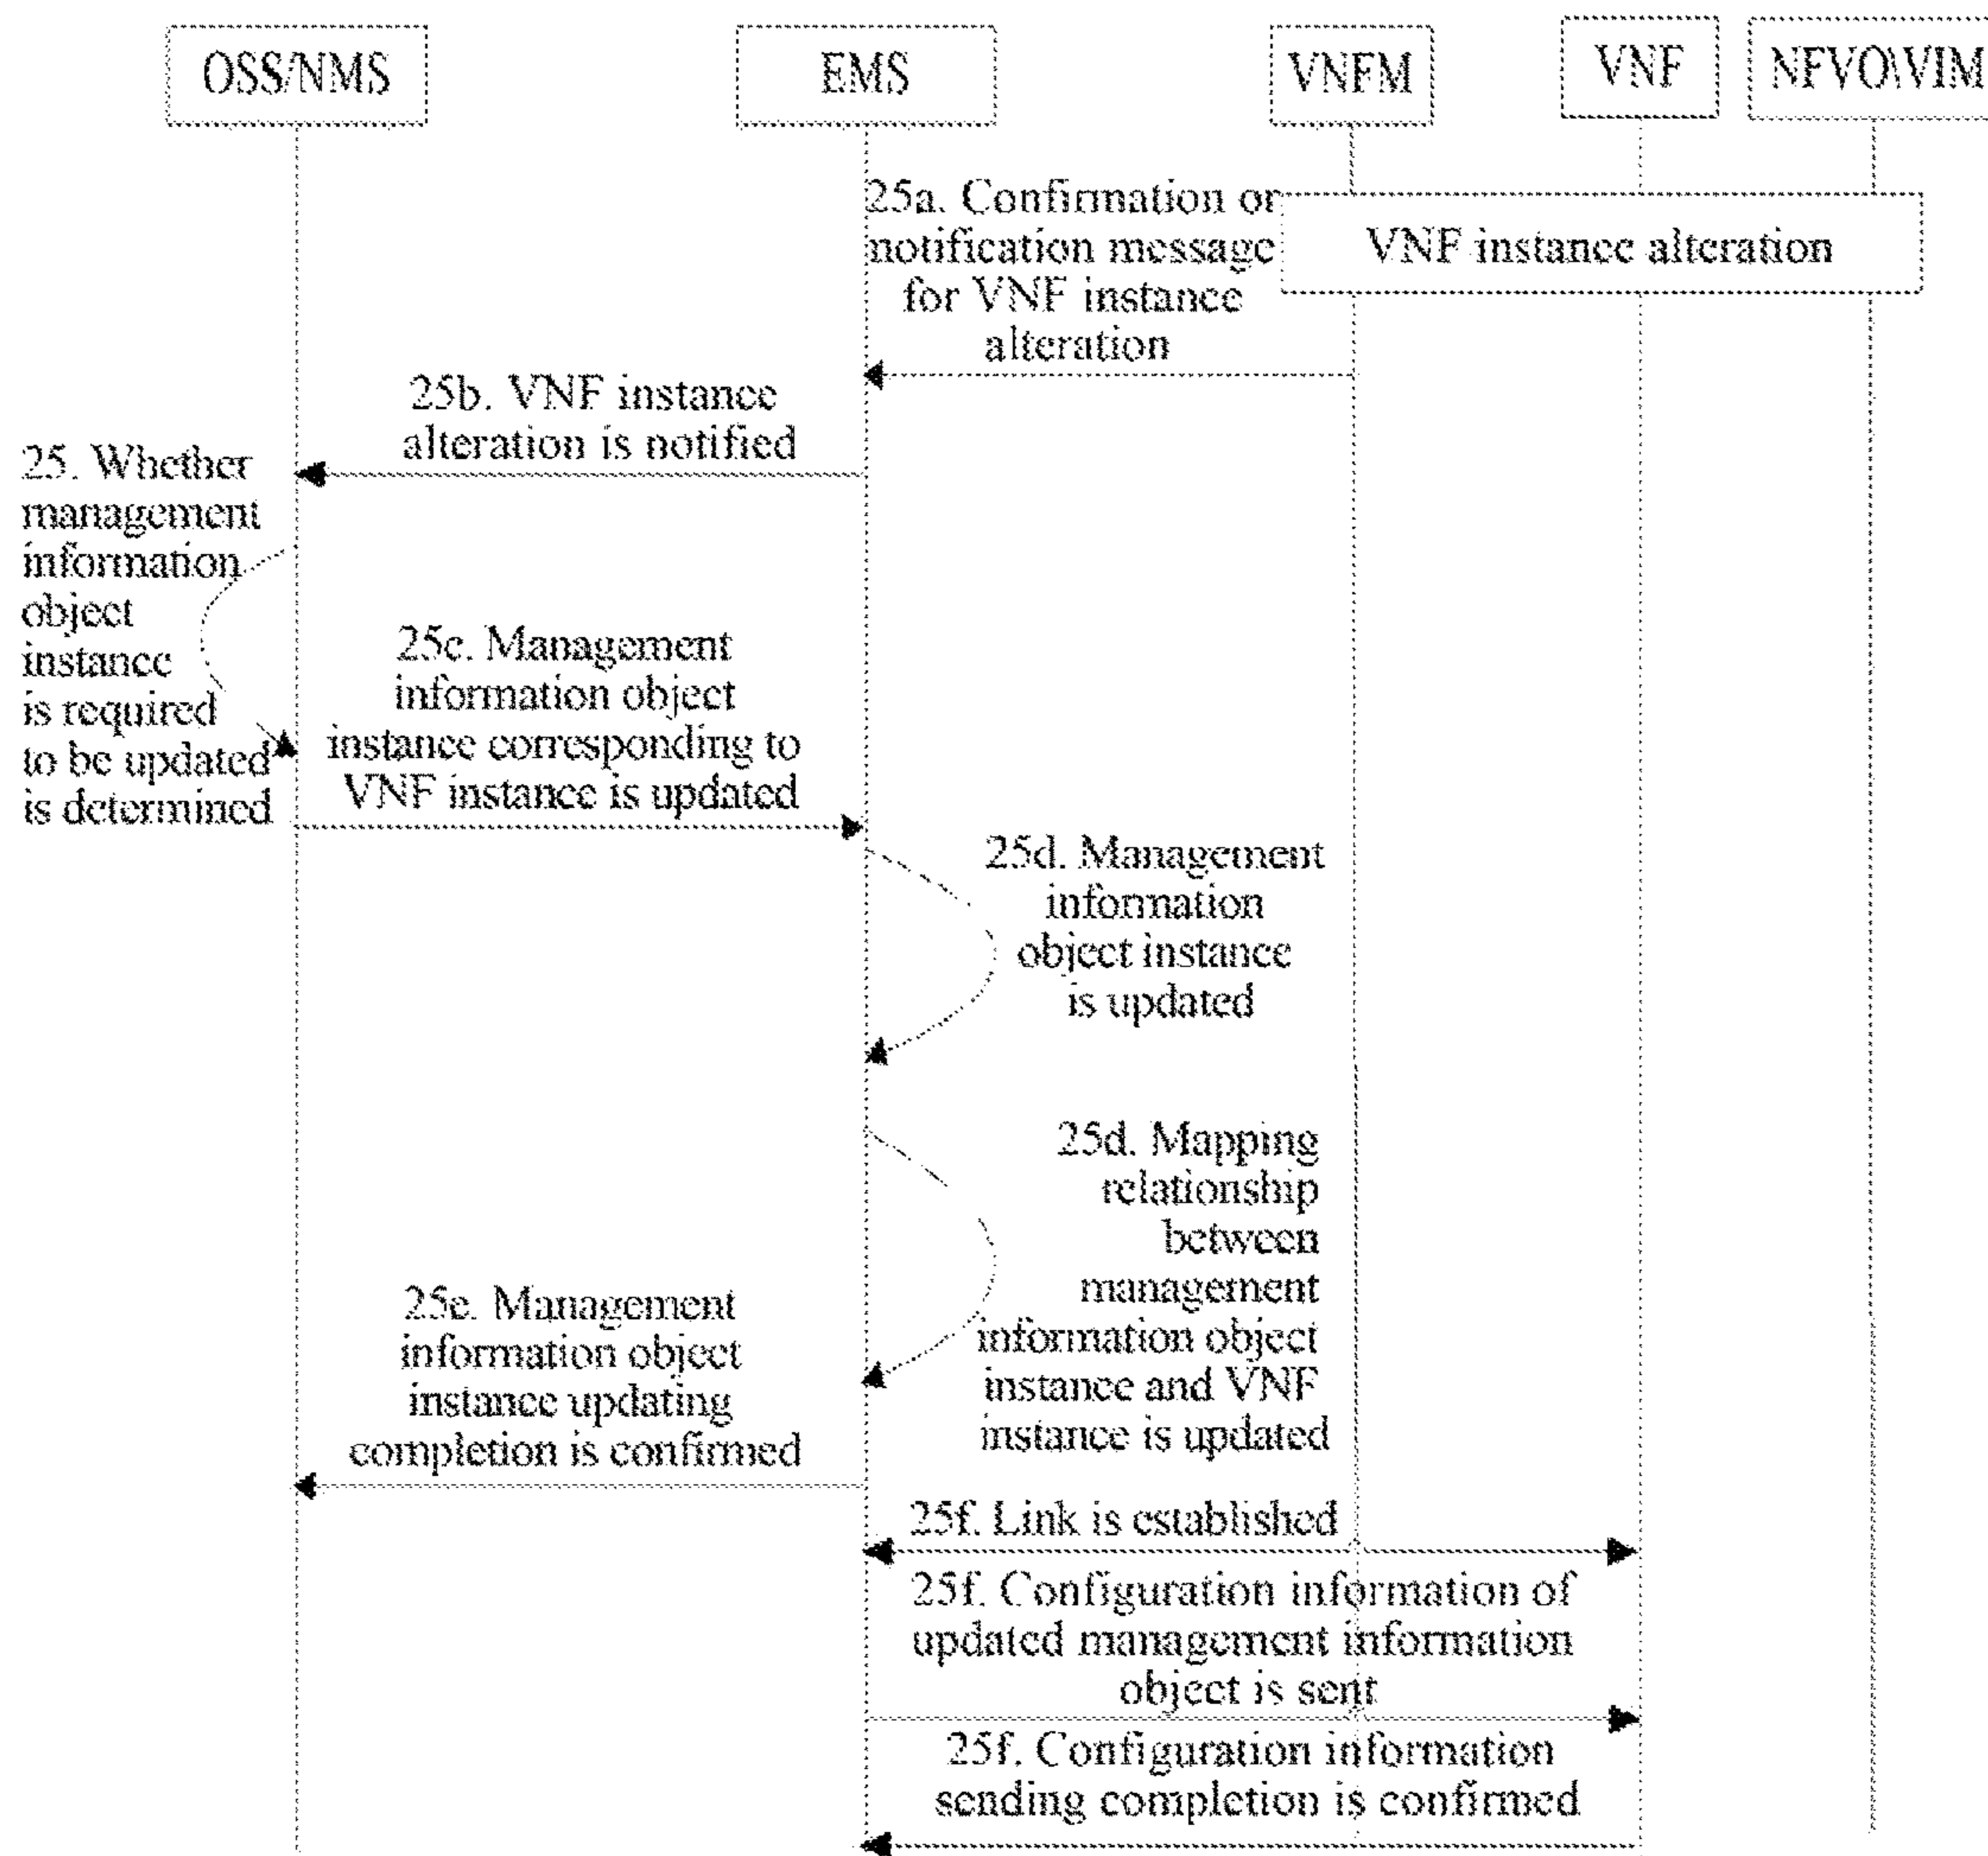 OSS/NMS
EMS
VNFM
VNF
NFVO\VIM
25a. Confirmation or
notification message
for VNF instance
alteration
VNF instance alteration
25b. VNF instance
alteration is notified
25. Whether
management
information
object
instance
is required
to be updated
is determined
25c. Management
information object
instance corresponding to
VNF instance is updated
25d. Management
information
object instance
is updated
25d. Mapping
relationship
between
management
information object
instance and VNF
instance is updated
25e. Management
information object
instance updating
completion is confirmed
25f. Link is established
25f. Configuration information of
updated management information
object is sent
25f. Configuration information
sending completion is confirmed